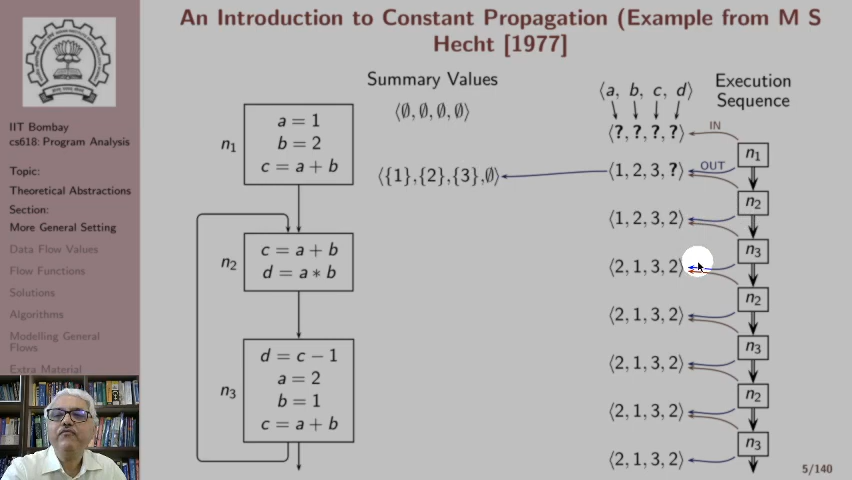 An Introduction to Constant Propagation (Example from M S
Hecht [1977]
IIT Bombay
cs618: Program Analysis
Topic:
Theoretical Abstractions
Section:
More General Setting
Data Flow Values
Flow Functions
Solutions
Algorithms
Modelling General
Flows
Extra Material
n1
a = 1
b = 2
c = a + b
n2
c = a + b
d = a * b
n3
d = c − 1
a = 2
b = 1
c = a + b
Summary Values
⟨∅, ∅, ∅, ∅⟩
⟨{1},{2},{3},∅⟩
⟨a, b, c, d⟩
⟨?, ?, ?, ?⟩
⟨1, 2, 3, ?⟩
⟨1, 2, 3, 2⟩
⟨2, 1, 3, 2⟩
⟨2, 1, 3, 2⟩
⟨2, 1, 3, 2⟩
⟨2, 1, 3, 2⟩
⟨2, 1, 3, 2⟩
Execution
Sequence
IN
n1
OUT
n2
n3
n2
n3
n2
n3
5/140